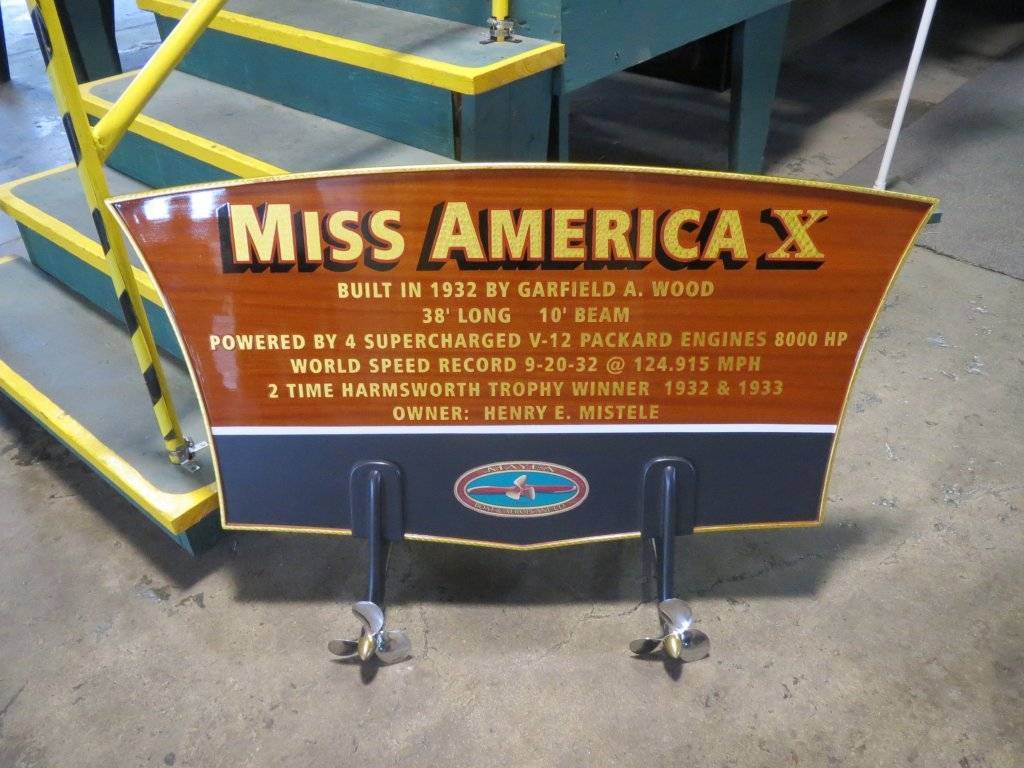 MISS AMERICA X
BUILT IN 1932 BY GARFIELD A. WOOD
38' LONG 10' BEAM
POWERED BY 4 SUPERCHARGED V-12 PACKARD ENGINES 8000 HP
WORLD SPEED RECORD 9-20-32 @ 124.915 MPH
2 TIME HARMSWORTH TROPHY WINNER 1932 & 1933
OWNER: HENRY E. MISTELE
MAYEA